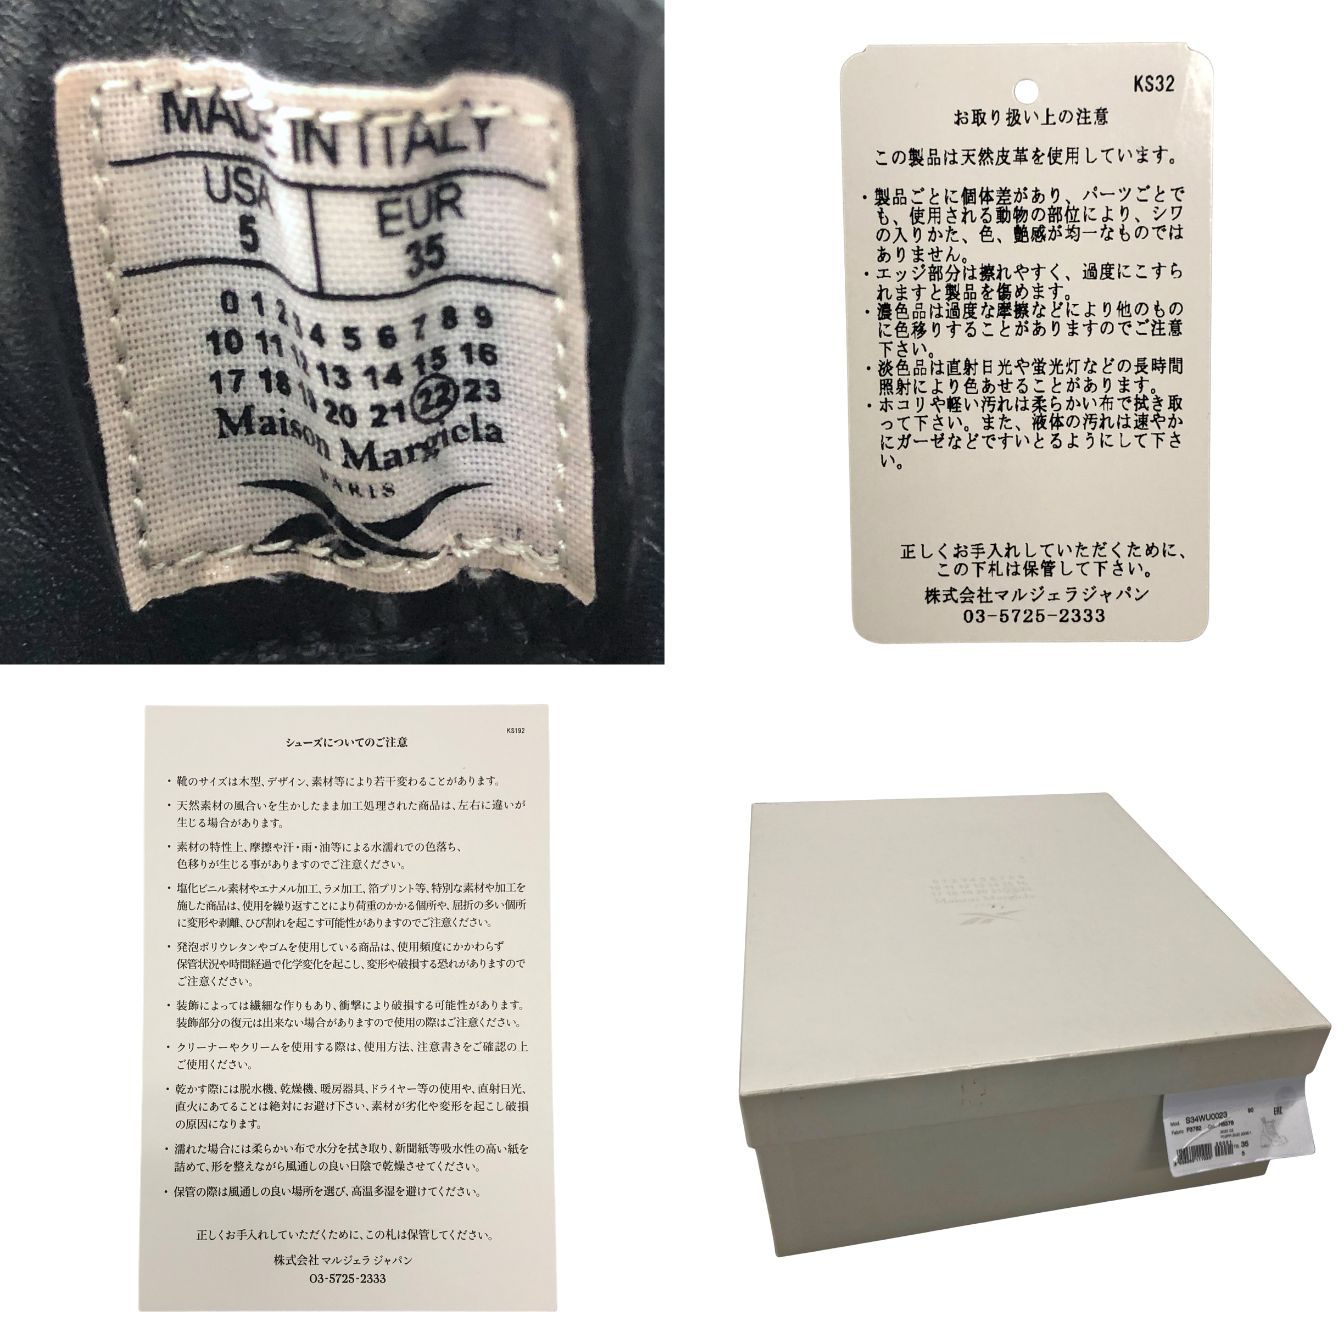 MADE IN ITALY
USA
5
EUR
35
0 1 2 3 4 5 6 7 8 9
10 11 12 13 14 15 16
17 18 19 20 21 22 23
Maison Margiela
PARIS
KS32
お取り扱い上の注意
この製品は天然皮革を使用しています。
・製品ごとに個体差があり、パーツごとで
も、使用される動物の部位により、シワ
の入りかた、色、艶感が均一なものでは
ありません。
・エッジ部分は擦れやすく、過度にこすら
れますと製品を傷めます。
・濃色品は過度な摩擦などにより他のもの
に色移りすることがありますのでご注意
下さい。
・淡色品は直射日光や蛍光灯などの長時間
照射により色あせることがあります。
・ホコリや軽い汚れは柔らかい布で拭き取
って下さい。また、液体の汚れは速やか
にガーゼなどですいとるようにして下さ
い。
正しくお手入れしていただくために、
この下札は保管して下さい。
株式会社マルジェラジャパン
03-5725-2333
KS192
シューズについてのご注意
・靴のサイズは木型、デザイン、素材等により若干変わることがあります。
・天然素材の風合いを生かしたまま加工処理された商品は、左右に違いが
生じる場合があります。
・素材の特性上、摩擦や汗・雨・油等による水濡れでの色落ち、
色移りが生じる事がありますのでご注意ください。
・塩化ビニル素材やエナメル加工、ラメ加工、箔プリント等、特別な素材や加工を
施した商品は、使用を繰り返すことにより荷重のかかる個所や、屈折の多い個所
に変形や剥離、ひび割れを起こす可能性がありますのでご注意ください。
・発泡ポリウレタンやゴムを使用している商品は、使用頻度にかかわらず
保管状況や時間経過で化学変化を起こし、変形や破損する恐れがありますので
ご注意ください。
・装飾によっては繊細な作りもあり、衝撃により破損する可能性があります。
装飾部分の復元は出来ない場合がありますので使用の際はご注意ください。
・クリーナーやクリームを使用する際は、使用方法、注意書きをご確認の上
ご使用ください。
・乾かす際には脱水機、乾燥機、暖房器具、ドライヤー等の使用や、直射日光、
直火にあてることは絶対にお避け下さい、素材が劣化や変形を起こし破損
の原因になります。
・濡れた場合には柔らかい布で水分を拭き取り、新聞紙等吸水性の高い紙を
詰めて、形を整えながら風通しの良い日陰で乾燥させてください。
・保管の際は風通しの良い場所を選び、高温多湿を避けてください。
正しくお手入れしていただくために、この札は保管してください。
株式会社 マルジェラ ジャパン
03-5725-2333
Mod. S34WU0023
35
5